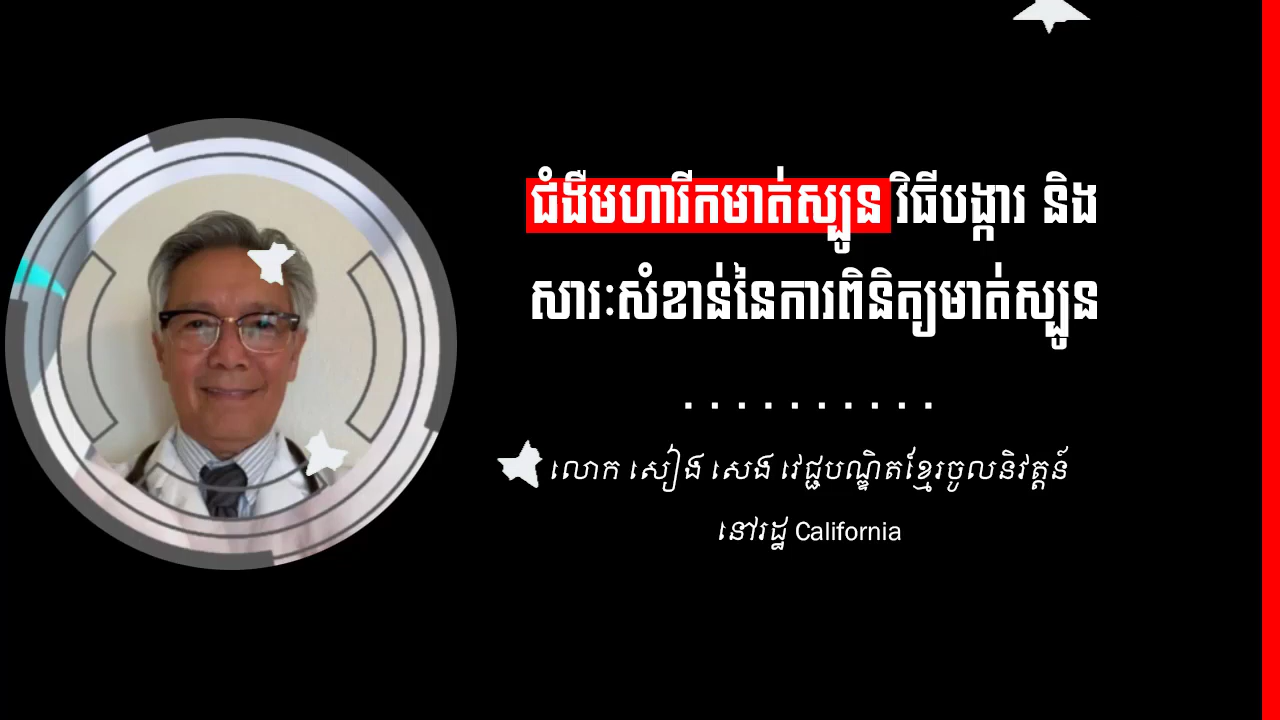 ជំងឺមហារីកមាត់ស្បូន វិធីបង្ការ និង
សារៈសំខាន់នៃការពិនិត្យមាត់ស្បូន
..........
លោក សៀង សេង វេជ្ជបណ្ឌិតខ្មែរចូលនិវត្តន៍
នៅរដ្ឋ California